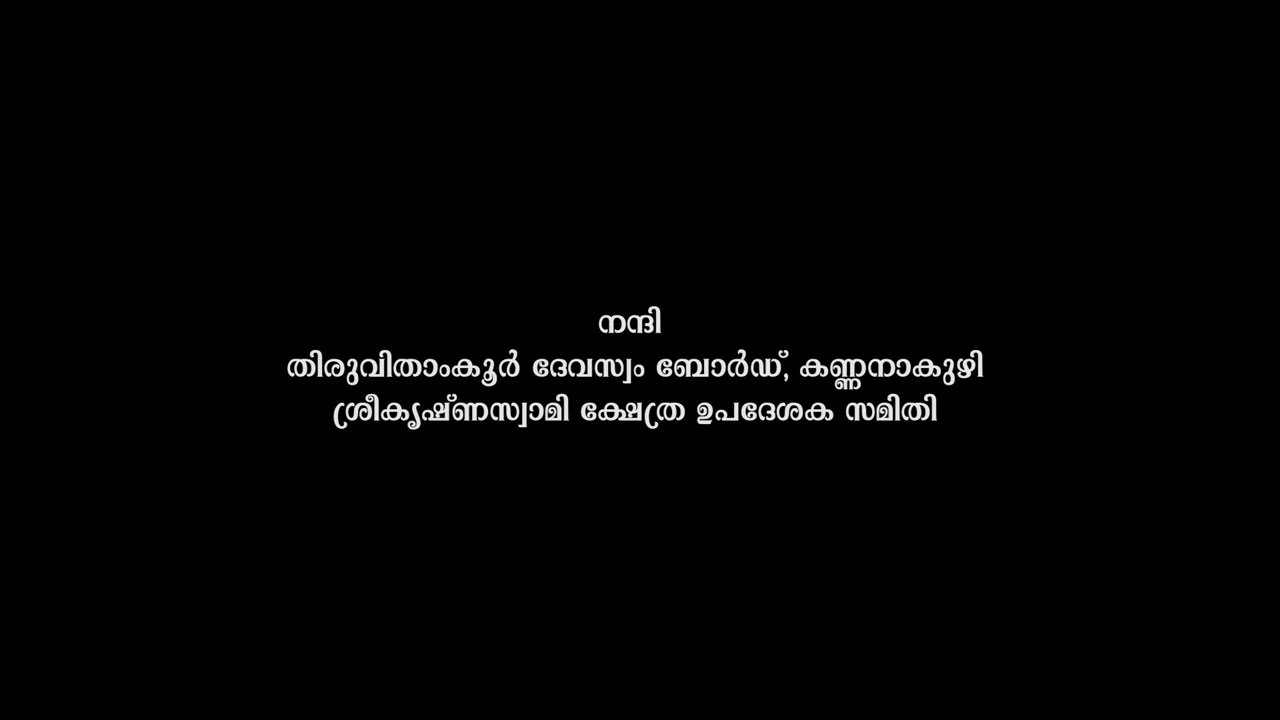 നന്ദി
തിരുവിതാംകൂർ ദേവസ്വം ബോർഡ്, കണ്ണനാകുഴി
ശ്രീകൃഷ്ണസ്വാമി ക്ഷേത്ര ഉപദേശക സമിതി